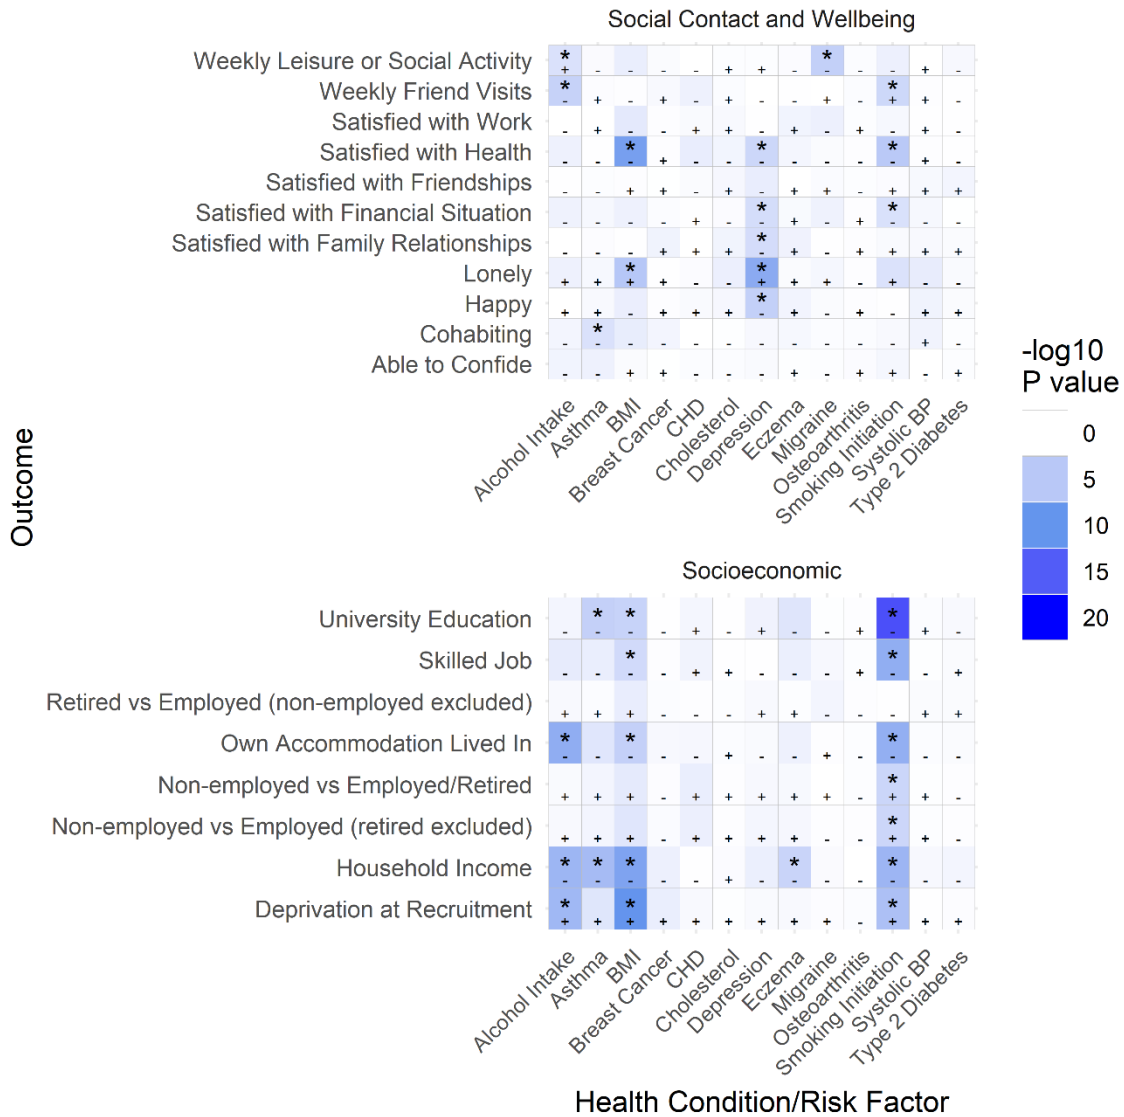 Social Contact and Wellbeing
Weekly Leisure or Social Activity
Weekly Friend Visits
Satisfied with Work
Satisfied with Health
Satisfied with Friendships
Satisfied with Financial Situation
Satisfied with Family Relationships
Lonely
Happy
Cohabiting
Able to Confide
Alcohol Intake
Asthma
BMI
Breast Cancer
CHD
Cholesterol
Depression
Eczema
Migraine
Osteoarthritis
Smoking Initiation
Systolic BP
Type 2 Diabetes
Outcome
-log10
P value
0
5
10
15
20
Socioeconomic
University Education
Skilled Job
Retired vs Employed (non-employed excluded)
Own Accommodation Lived In
Non-employed vs Employed/Retired
Non-employed vs Employed (retired excluded)
Household Income
Deprivation at Recruitment
Alcohol Intake
Asthma
BMI
Breast Cancer
CHD
Cholesterol
Depression
Eczema
Migraine
Osteoarthritis
Smoking Initiation
Systolic BP
Type 2 Diabetes
Health Condition/Risk Factor